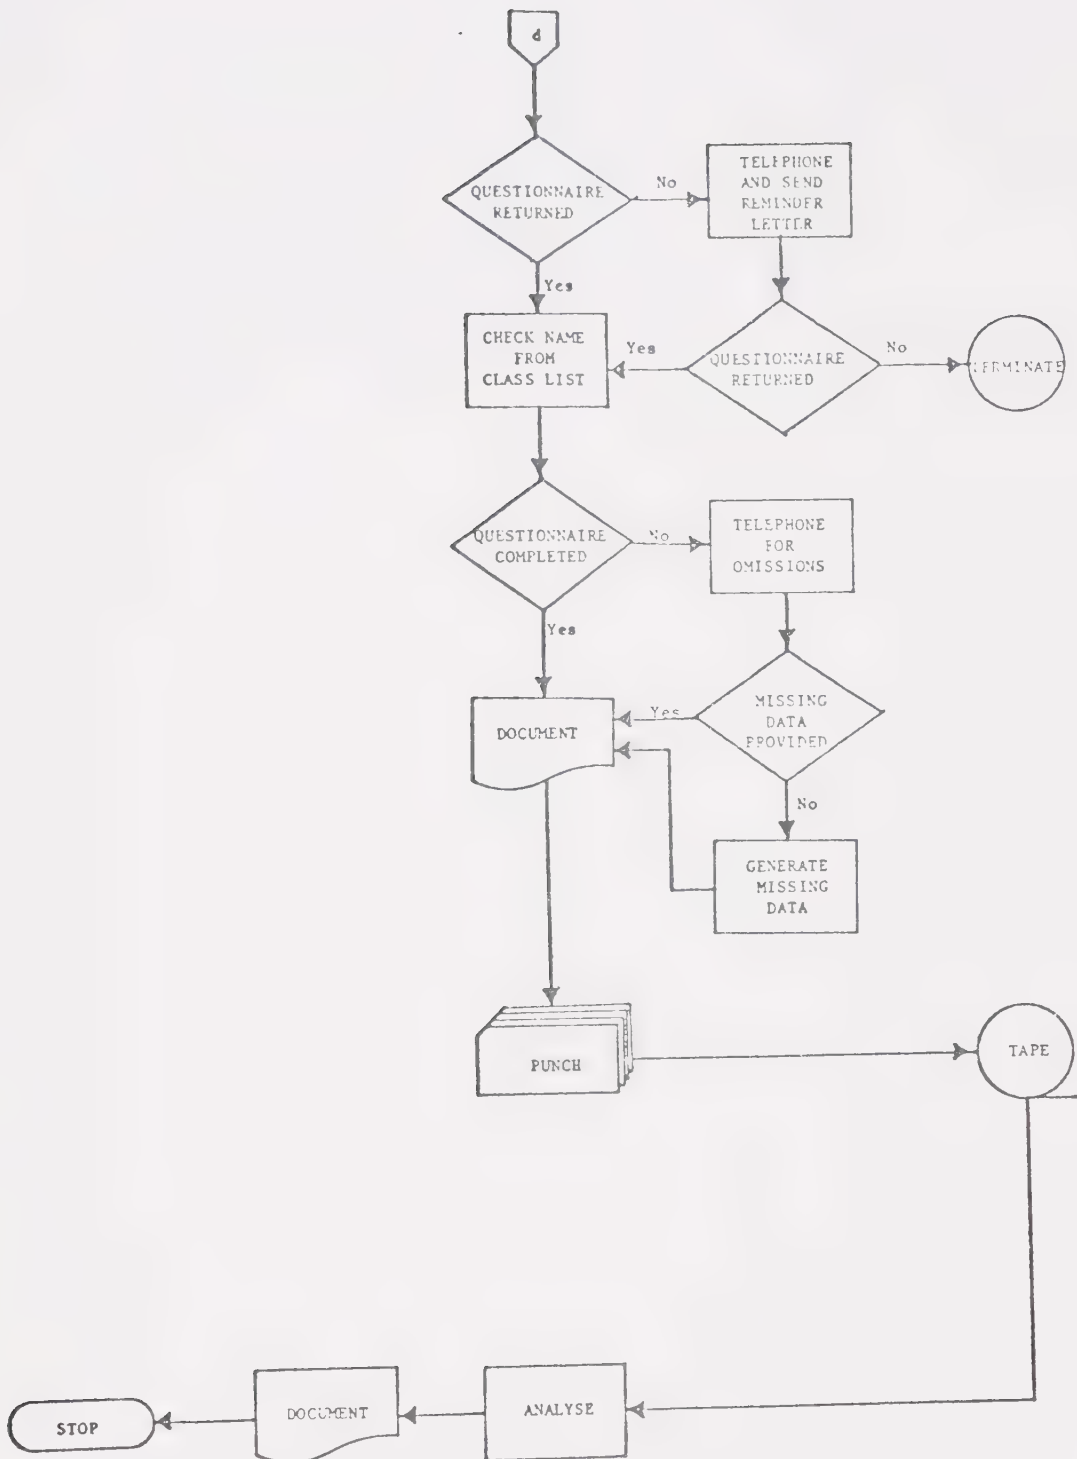 d
QUESTIONNAIRE
RETURNED
No
TELEPHONE
AND SEND
REMINDER
LETTER
Yes
CHECK NAME
FROM
CLASS LIST
Yes
QUESTIONNAIRE
RETURNED
No
TERMINATE
QUESTIONNAIRE
COMPLETED
No
TELEPHONE
FOR
OMISSIONS
Yes
DOCUMENT
Yes
MISSING
DATA
PROVIDED
No
GENERATE
MISSING
DATA
PUNCH
TAPE
STOP
DOCUMENT
ANALYSE